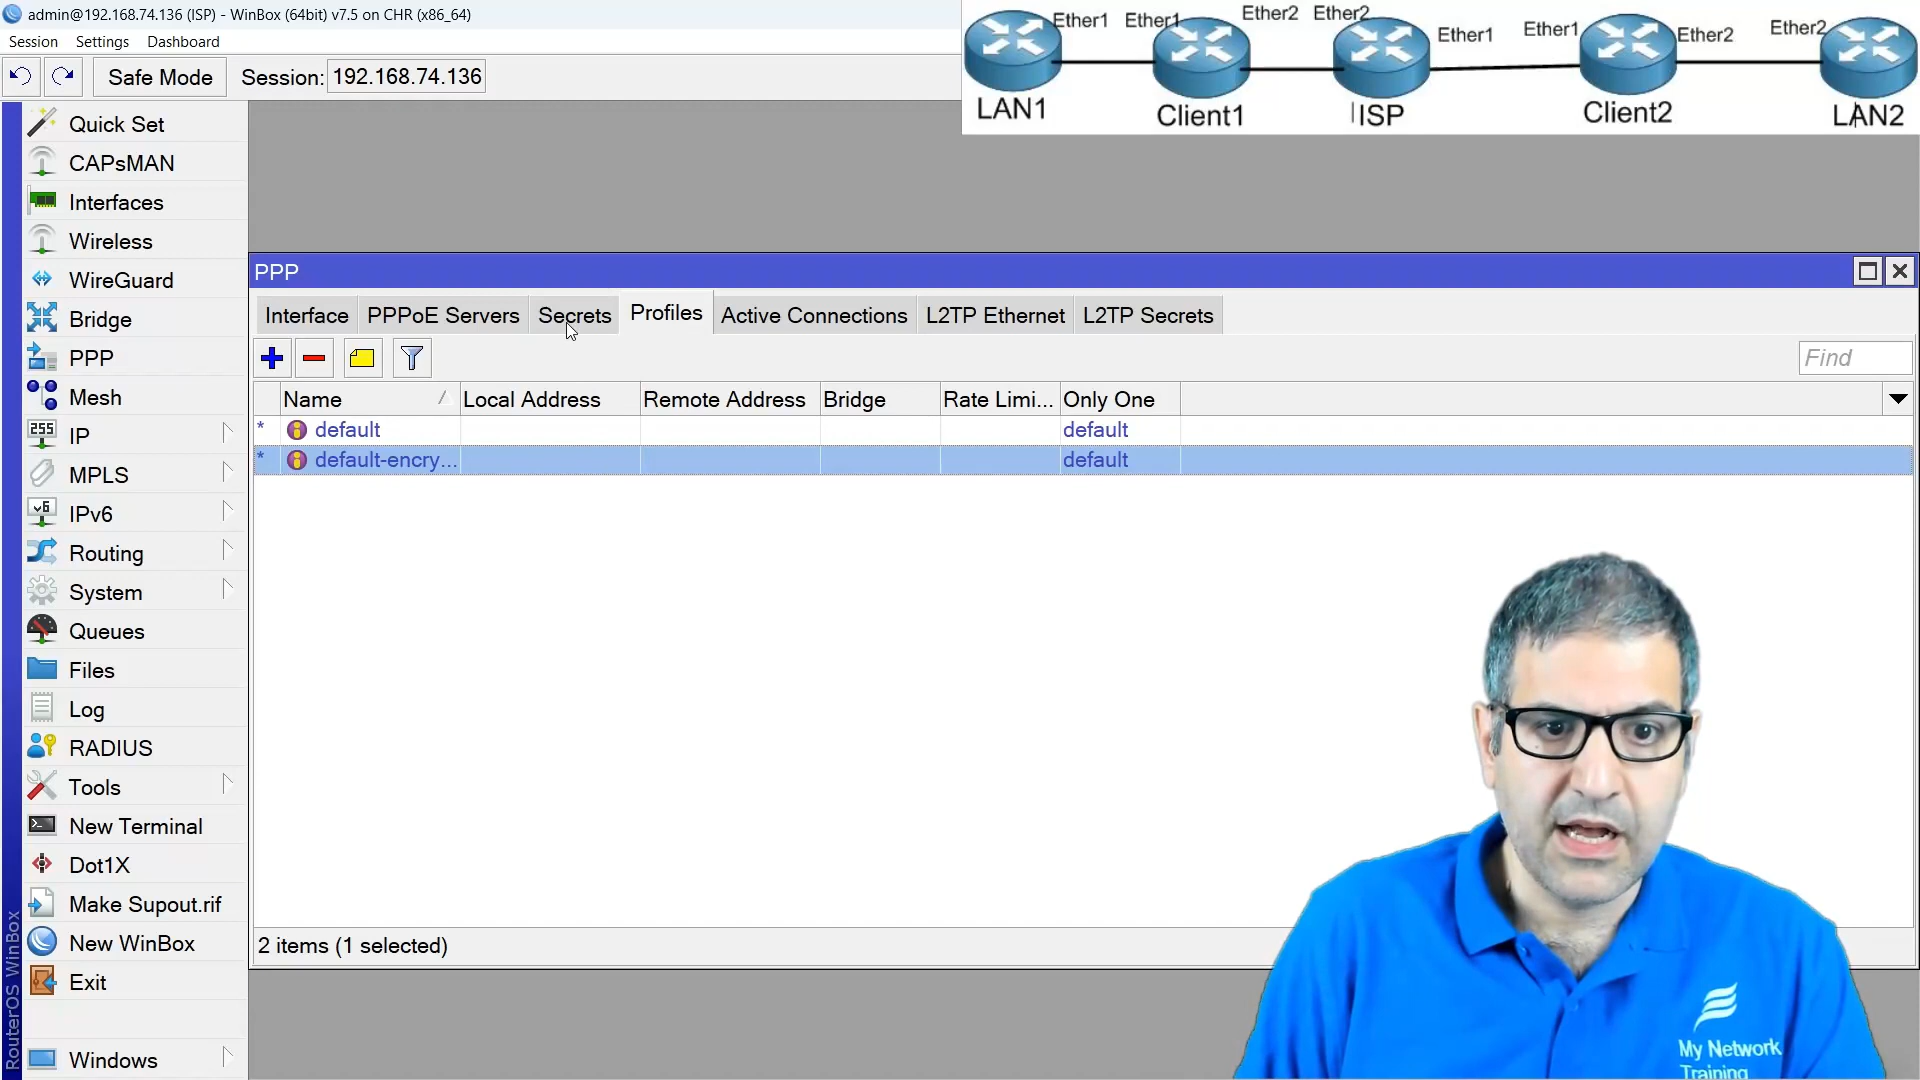 admin@192.168.74.136 (ISP) - WinBox (64bit) v7.5 on CHR (x86_64)
Session Settings Dashboard
Safe Mode Session: 192.168.74.136
Ether1 Ether1 Ether2 Ether2 Ether1 Ether1 Ether2 Ether2
LAN1 Client1 ISP Client2 LAN2
Quick Set
CAPsMAN
Interfaces
Wireless
WireGuard
Bridge
PPP
Mesh
IP
MPLS
IPv6
Routing
System
Queues
Files
Log
RADIUS
Tools
New Terminal
Dot1X
Make Supout.rif
New WinBox
Exit
Windows
RouterOS WinBox
255
v6
PPP
Interface PPPoE Servers Secrets Profiles Active Connections L2TP Ethernet L2TP Secrets
Find
Name Local Address Remote Address Bridge Rate Limi... Only One
* default default
* default-encry... default
2 items (1 selected)
My Network
Training